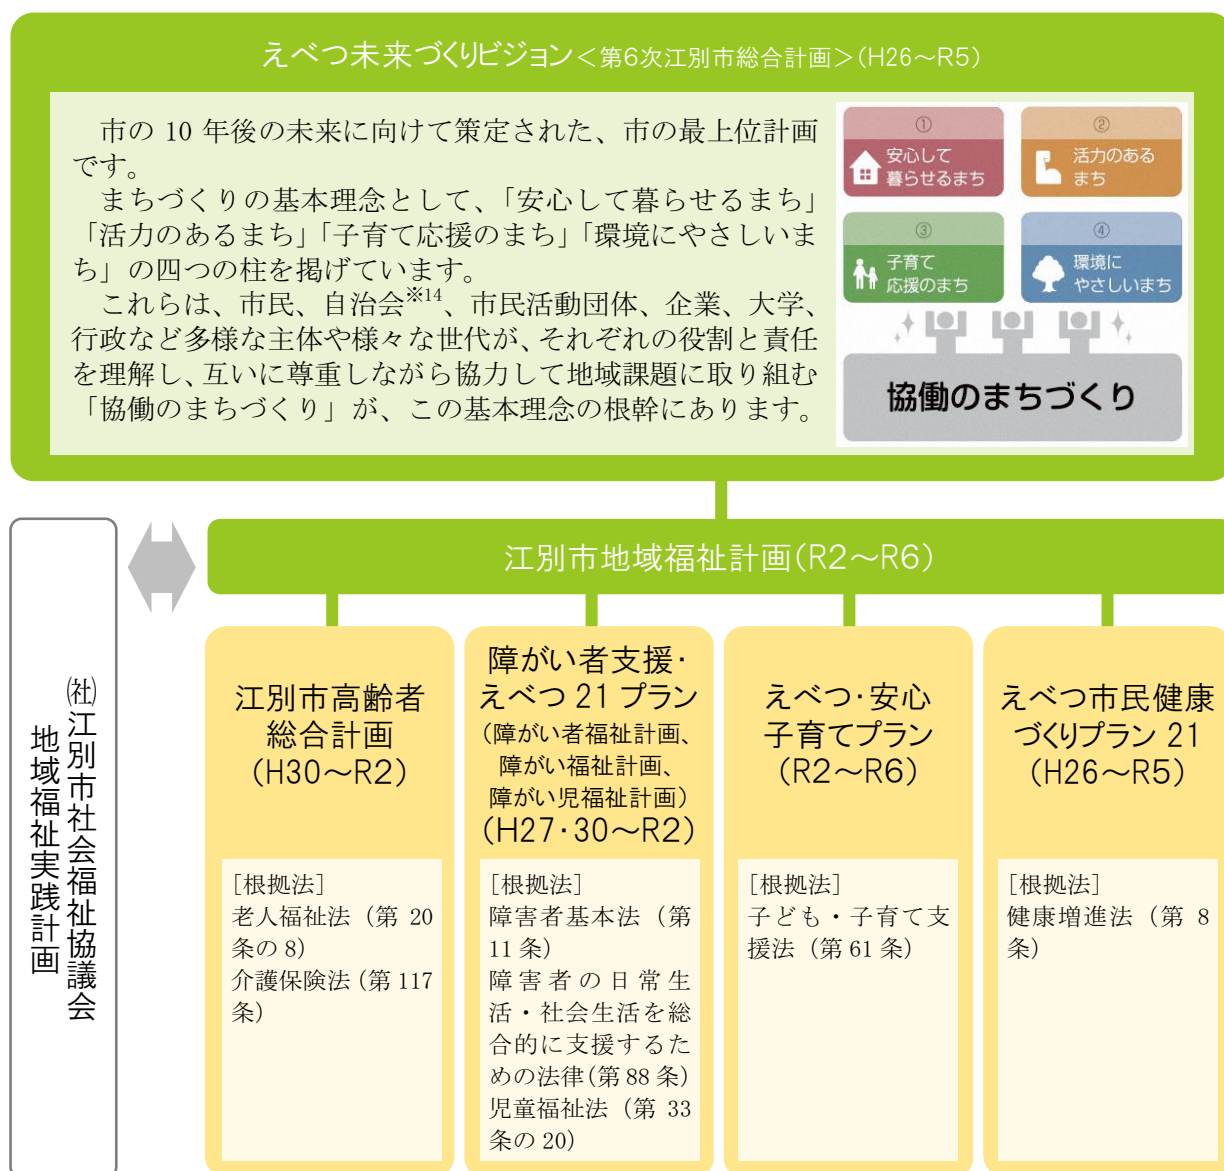 えべつ未来づくりビジョン<第6次江別市総合計画>(H26～R5)
市の 10 年後の未来に向けて策定された、市の最上位計画
です。
まちづくりの基本理念として、「安心して暮らせるまち」
「活力のあるまち」「子育て応援のまち」「環境にやさしいま
ち」の四つの柱を掲げています。
これらは、市民、自治会※14、市民活動団体、企業、大学、
行政など多様な主体や様々な世代が、それぞれの役割と責任
を理解し、互いに尊重しながら協力して地域課題に取り組む
「協働のまちづくり」が、この基本理念の根幹にあります。
①
安心して
暮らせるまち
②
活力のある
まち
③
子育て
応援のまち
④
環境に
やさしいまち
協働のまちづくり
㈳江別市社会福祉協議会
地域福祉実践計画
江別市地域福祉計画(R2～R6)
江別市高齢者
総合計画
(H30～R2)
[根拠法]
老人福祉法（第 20
条の 8）
介護保険法（第 117
条）
障がい者支援・
えべつ 21 プラン
(障がい者福祉計画、
障がい福祉計画、
障がい児福祉計画)
(H27・30～R2)
[根拠法]
障害者基本法（第
11 条）
障害者の日常生
活・社会生活を総
合的に支援するた
めの法律（第 88 条）
児童福祉法（第 33
条の 20）
えべつ・安心
子育てプラン
(R2～R6)
[根拠法]
子ども・子育て支
援法（第 61 条）
えべつ市民健康
づくりプラン 21
(H26～R5)
[根拠法]
健康増進法（第 8
条）